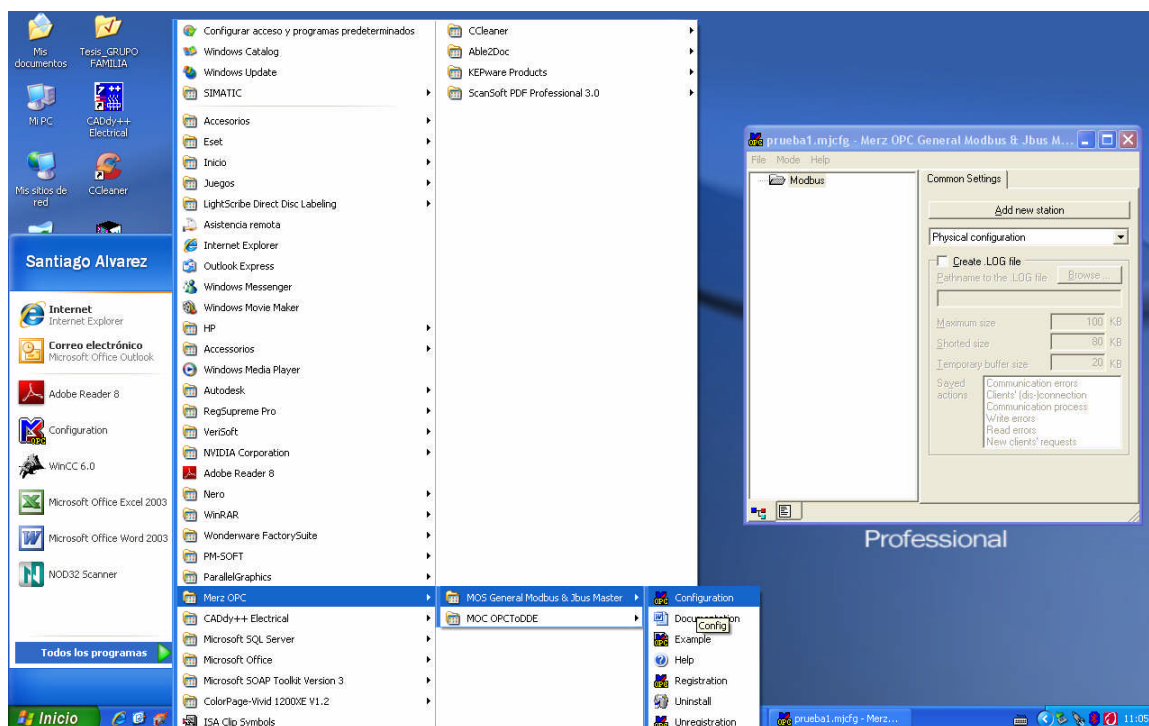 Mis documentos
Tesis_GRUPO FAMILIA
Mi PC
CADdy++ Electrical
Mis sitios de red
CCleaner
Santiago Alvarez
Internet
Internet Explorer
Correo electrónico
Microsoft Office Outlook
Adobe Reader 8
Configuration
WinCC 6.0
Microsoft Office Excel 2003
Microsoft Office Word 2003
NOD32 Scanner
Todos los programas
Inicio
Configurar acceso y programas predeterminados
Windows Catalog
Windows Update
SIMATIC
Accesorios
Eset
Inicio
Juegos
LightScribe Direct Disc Labeling
Asistencia remota
Internet Explorer
Outlook Express
Windows Messenger
Windows Movie Maker
HP
Accessorios
Windows Media Player
Autodesk
RegSupreme Pro
VeriSoft
NVIDIA Corporation
Adobe Reader 8
Nero
WinRAR
Wonderware FactorySuite
PM-SOFT
ParallelGraphics
Merz OPC
CADdy++ Electrical
Microsoft SQL Server
Microsoft Office
Microsoft SOAP Toolkit Version 3
ColorPage-Vivid 1200XE V1.2
ISA Clip Symbols
CCleaner
Able2Doc
KEPware Products
ScanSoft PDF Professional 3.0
MOS General Modbus & Jbus Master
MOC OPCToDDE
Configuration
Documentation
Config
Example
Help
Registration
Uninstall
Unregistration
prueba1.mjcfg - Merz OPC General Modbus & Jbus M...
File Mode Help
Modbus
Common Settings
Add new station
Physical configuration
Create .LOG file
Pathname to the .LOG file
Browse ...
Maximum size 100 KB
Shorted size 80 KB
Temporary buffer size 20 KB
Saved actions
Communication errors
Clients' (dis-)connection
Communication process
Write errors
Read errors
New clients' requests
Professional
prueba1.mjcfg - Merz...
11:05